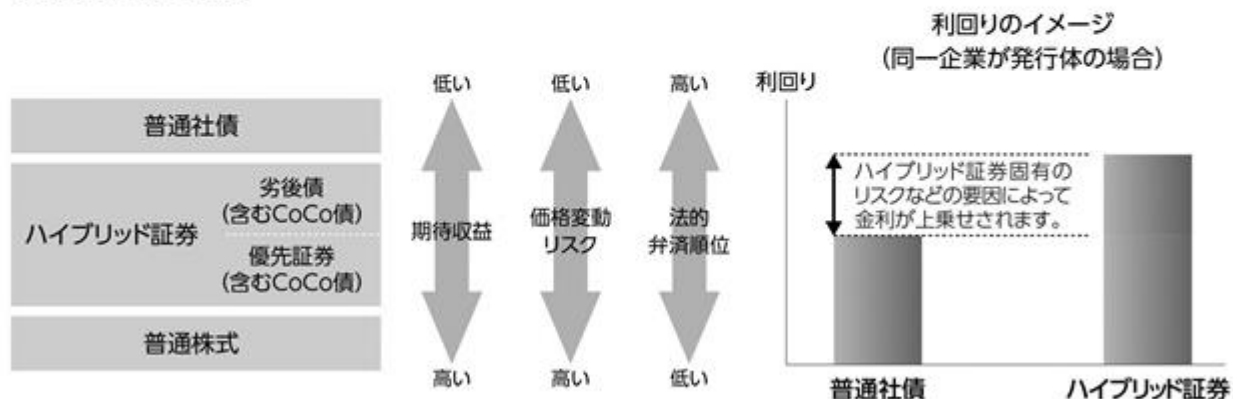 利回りのイメージ
(同一企業が発行体の場合)
普通社債
ハイブリッド証券
劣後債
(含むCoCo債)
優先証券
(含むCoCo債)
普通株式
低い
低い
高い
期待収益
価格変動
リスク
法的
弁済順位
高い
高い
低い
利回り
ハイブリッド証券固有の
リスクなどの要因によって
金利が上乗せされます。
普通社債
ハイブリッド証券